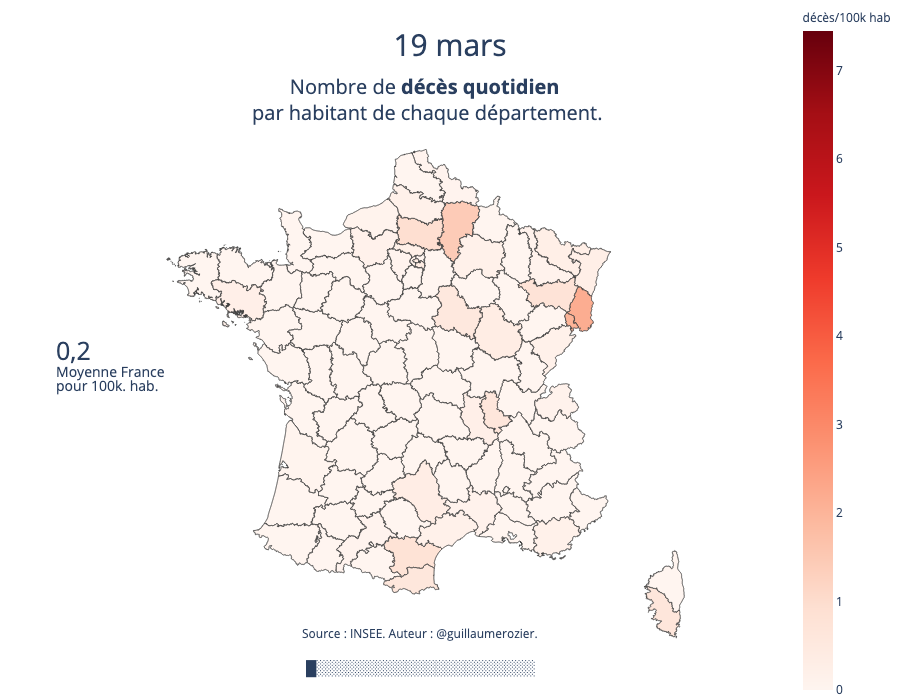 19 mars
Nombre de décès quotidien
par habitant de chaque département.
décès/100k hab
7
6
5
4
3
2
1
0
0,2
Moyenne France
pour 100k. hab.
Source : INSEE. Auteur : @guillaumerozier.